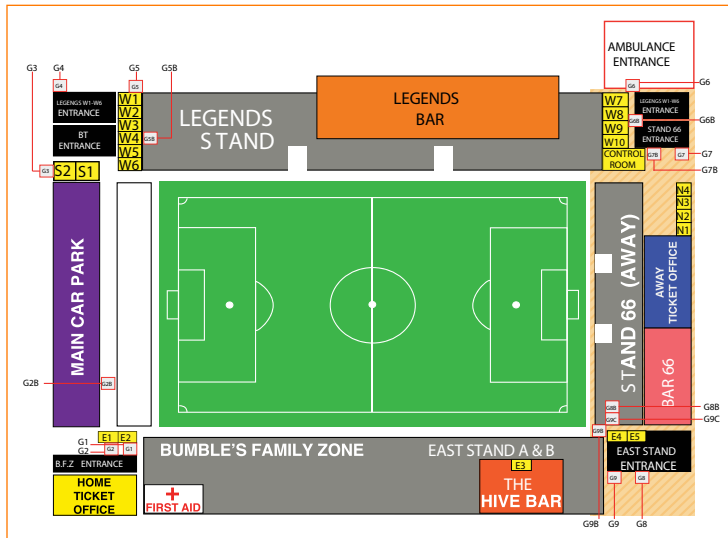 AMBULANCE
ENTRANCE
G3
G4
G5
G5B
G4
G5
G6
G6
LEGENGS W1-W6
ENTRANCE
BT
ENTRANCE
W1
W2
W3
W4
W5
W6
G5B
LEGENDS
STAND
LEGENDS
BAR
W7
W8
W9
W10
CONTROL
ROOM
G6B
G6B
LEGENGS W1-W6
ENTRANCE
STAND 66
ENTRANCE
G7B
G7
G7
G7B
G3
S2
S1
N4
N3
N2
N1
MAIN CAR PARK
STAND 66 (AWAY)
AWAY
TICKET OFFICE
BAR 66
G2B
G2B
G8B
G8B
G9C
G9C
G9B
E1
E2
G1
G2
G2
G1
B.F.Z ENTRANCE
HOME
TICKET
OFFICE
BUMBLE'S FAMILY ZONE
EAST STAND A & B
E3
THE
HIVE BAR
FIRST AID
E4
E5
EAST STAND
ENTRANCE
G9
G8
G9B
G9
G8